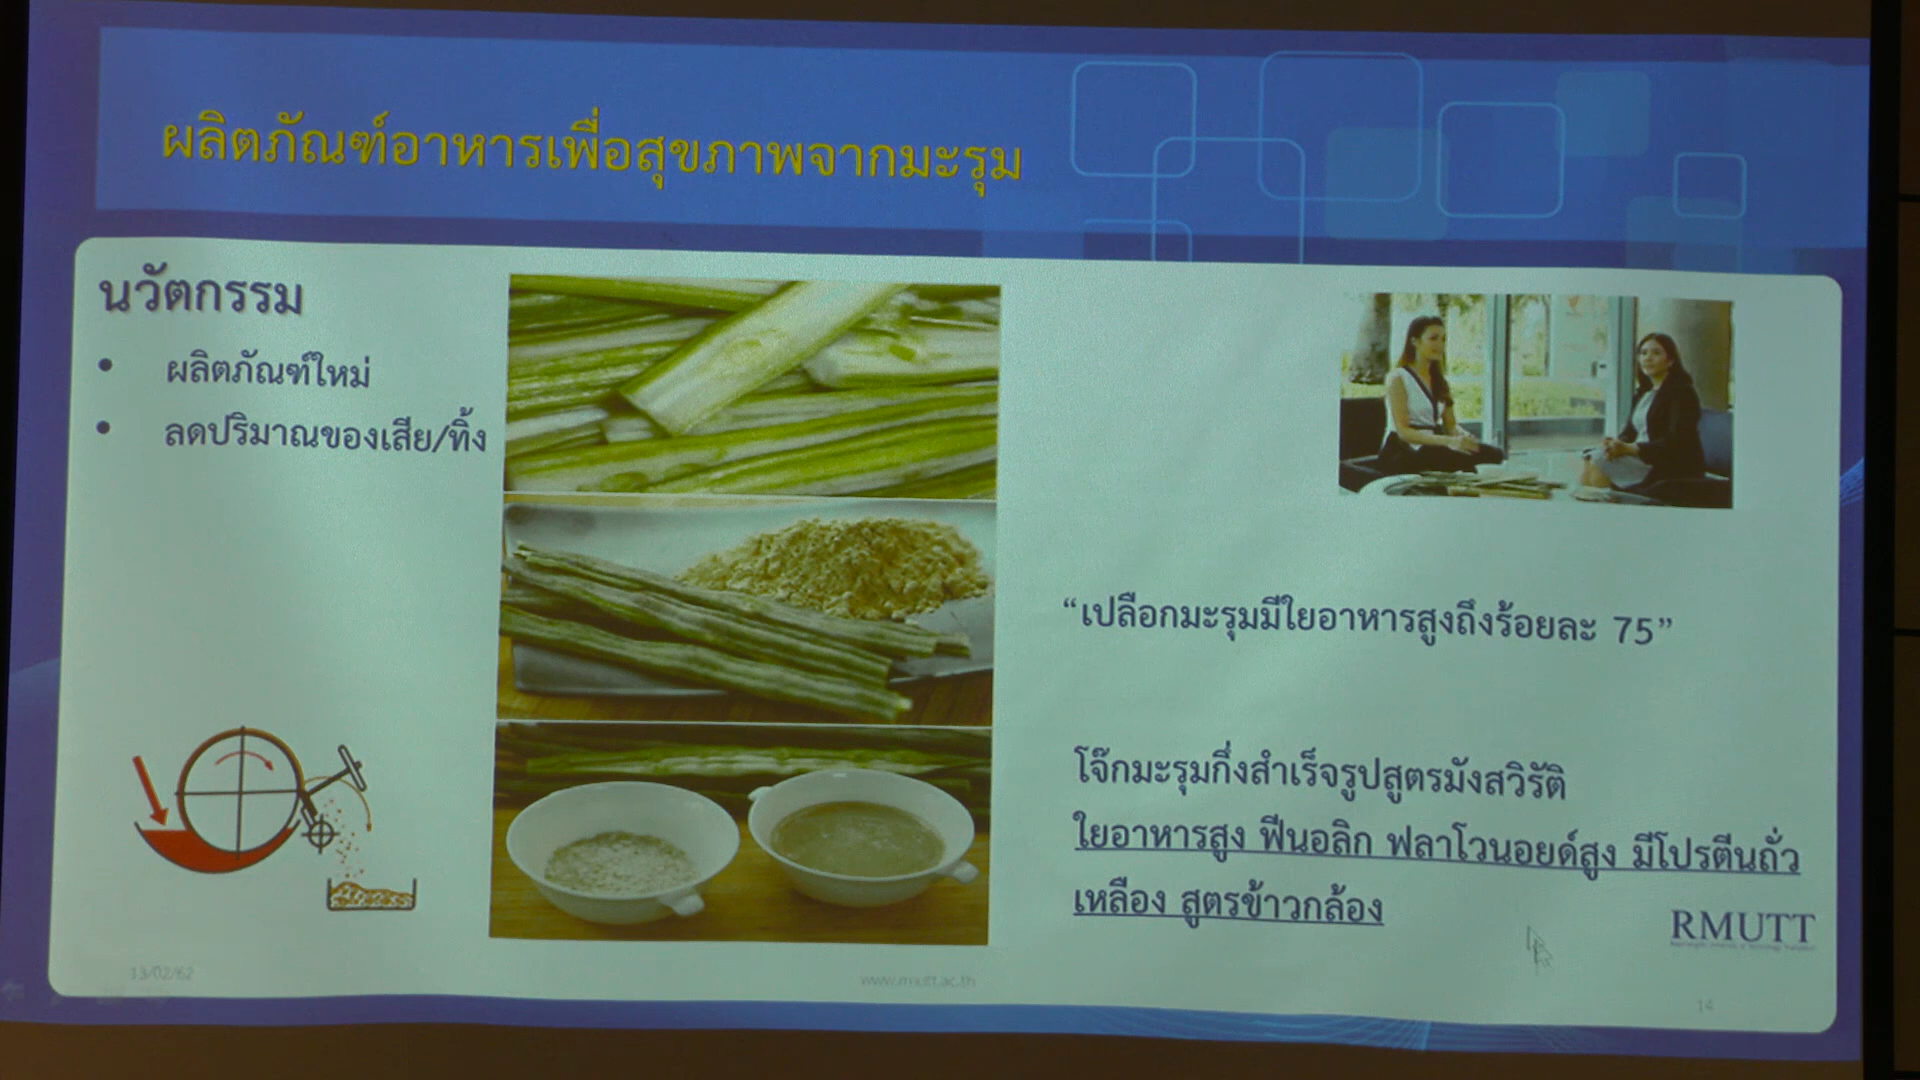 ผลิตภัณฑ์อาหารเพื่อสุขภาพจากมะรุม
นวัตกรรม
• ผลิตภัณฑ์ใหม่
• ลดปริมาณของเสีย/ทิ้ง
“เปลือกมะรุมมีใยอาหารสูงถึงร้อยละ 75”
โจ๊กมะรุมกึ่งสำเร็จรูปสูตรมังสวิรัติ
ใยอาหารสูง ฟีนอลิก ฟลาโวนอยด์สูง มีโปรตีนถั่ว
เหลือง สูตรข้าวกล้อง
RMUTT
13/02/62
www.rmutt.ac.th
14